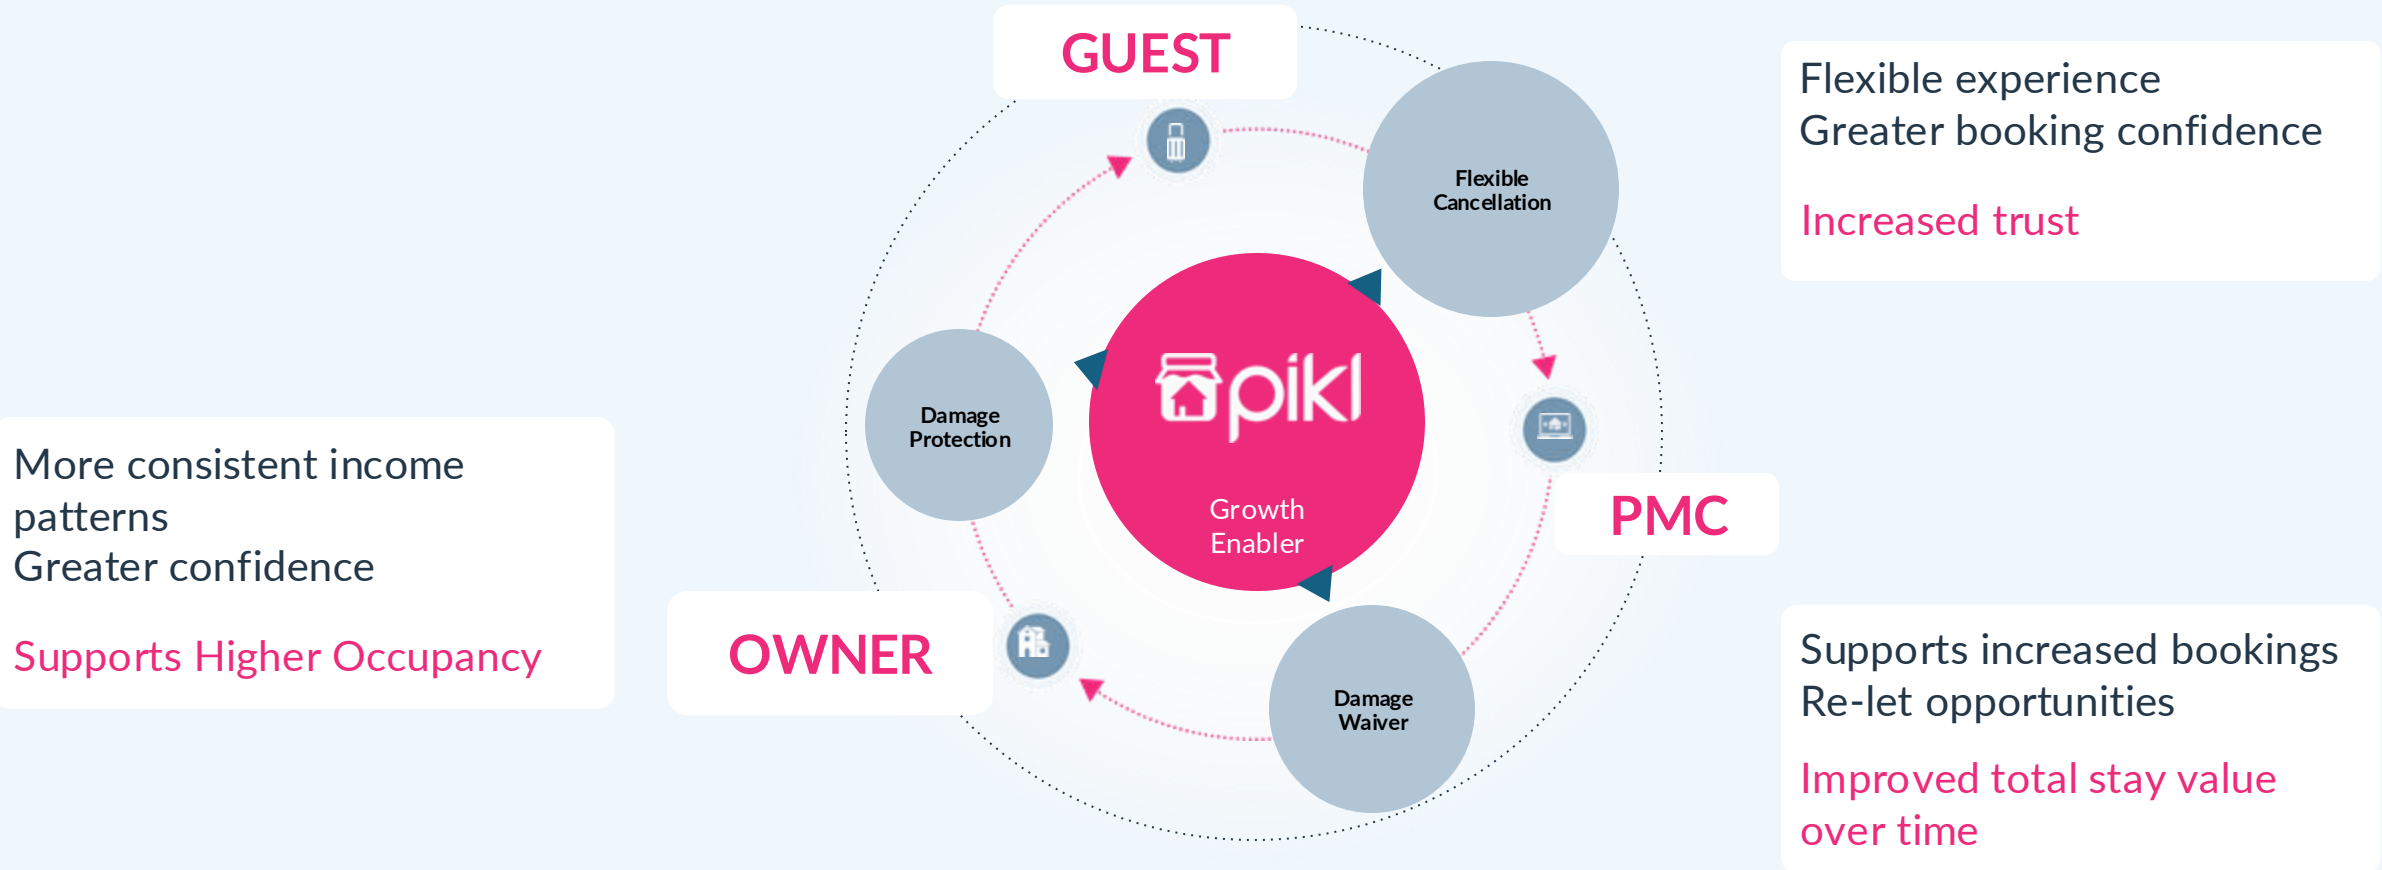 GUEST
Flexible experience
Greater booking confidence
Increased trust
Flexible
Cancellation
pikl
Growth
Enabler
Damage
Protection
PMC
More consistent income
patterns
Greater confidence
Supports Higher Occupancy
OWNER
Damage
Waiver
Supports increased bookings
Re-let opportunities
Improved total stay value
over time